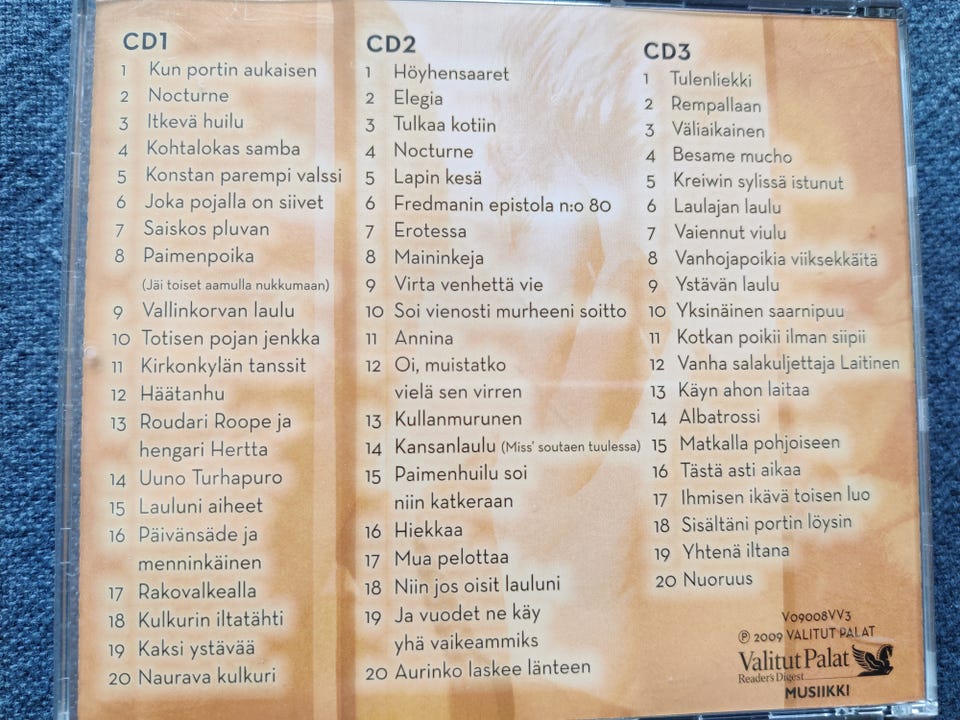 CD1
1 Kun portin aukaisen
2 Nocturne
3 Itkevä huilu
4 Kohtalokas samba
5 Konstan parempi valssi
6 Joka pojalla on siivet
7 Saiskos pluvan
8 Paimenpoika
(Jäi toiset aamulla nukkumaan)
9 Vallinkorvan laulu
10 Totisen pojan jenkka
11 Kirkonkylän tanssit
12 Häätanhu
13 Roudari Roope ja
hengari Hertta
14 Uuno Turhapuro
15 Lauluni aiheet
16 Päivänsäde ja
menninkäinen
17 Rakovalkealla
18 Kulkurin iltatähti
19 Kaksi ystävää
20 Naurava kulkuri
CD2
1 Höyhensaaret
2 Elegia
3 Tulkaa kotiin
4 Nocturne
5 Lapin kesä
6 Fredmanin epistola n:o 80
7 Erotessa
8 Maininkeja
9 Virta venhettä vie
10 Soi vienosti murheeni soitto
11 Annina
12 Oi, muistatko
vielä sen virren
13 Kullanmurunen
14 Kansanlaulu (Miss' soutaen tuulessa)
15 Paimenhuilu soi
niin katkeraan
16 Hiekkaa
17 Mua pelottaa
18 Niin jos oisit lauluni
19 Ja vuodet ne käy
yhä vaikeammiks
20 Aurinko laskee länteen
CD3
1 Tulenliekki
2 Rempallaan
3 Väliaikainen
4 Besame mucho
5 Kreiwin sylissä istunut
6 Laulajan laulu
7 Vaiennut viulu
8 Vanhojapoikia viiksekkäitä
9 Ystävän laulu
10 Yksinäinen saarnipuu
11 Kotkan poikii ilman siipii
12 Vanha salakuljettaja Laitinen
13 Käyn ahon laitaa
14 Albatrossi
15 Matkalla pohjoiseen
16 Tästä asti aikaa
17 Ihmisen ikävä toisen luo
18 Sisältäni portin löysin
19 Yhtenä iltana
20 Nuoruus
V09008VV3
℗ 2009 VALITUT PALAT
Valitut Palat
Reader's Digest
MUSIIKKI